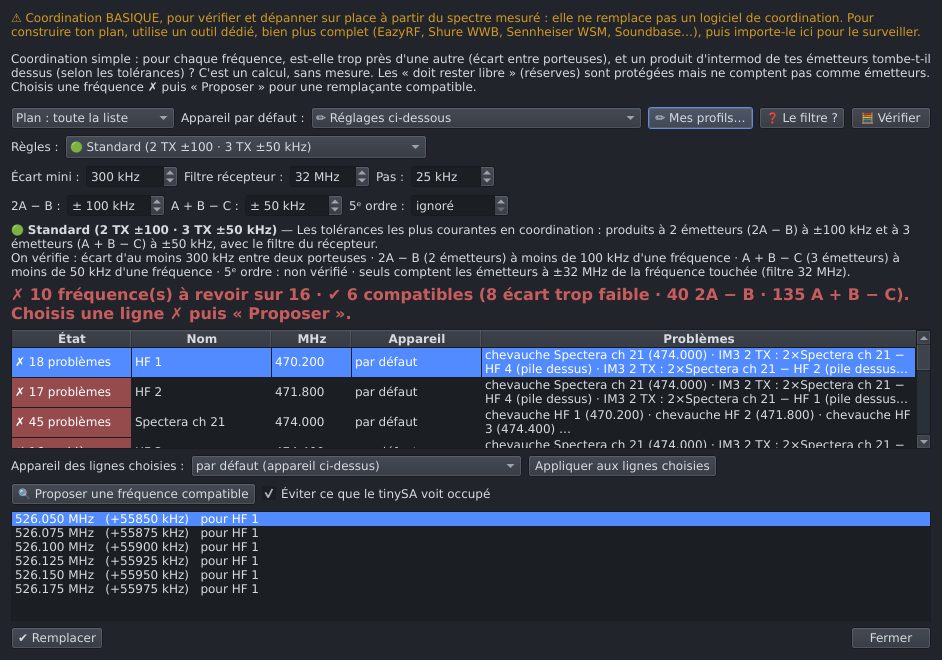 ⚠ Coordination BASIQUE, pour vérifier et dépanner sur place à partir du spectre mesuré : elle ne remplace pas un logiciel de coordination. Pour
construire ton plan, utilise un outil dédié, bien plus complet (EazyRF, Shure WWB, Sennheiser WSM, Soundbase…), puis importe-le ici pour le surveiller.
Coordination simple : pour chaque fréquence, est-elle trop près d'une autre (écart entre porteuses), et un produit d'intermod de tes émetteurs tombe-t-il
dessus (selon les tolérances) ? C'est un calcul, sans mesure. Les « doit rester libre » (réserves) sont protégées mais ne comptent pas comme émetteurs.
Choisis une fréquence ✗ puis « Proposer » pour une remplaçante compatible.
Plan : toute la liste Appareil par défaut : ✏ Réglages ci-dessous ✏ Mes profils… ❓ Le filtre ? 🧮 Vérifier
Règles : 🟢 Standard (2 TX ±100 · 3 TX ±50 kHz)
Écart mini : 300 kHz Filtre récepteur : 32 MHz Pas : 25 kHz
2A − B : ± 100 kHz A + B − C : ± 50 kHz 5ᵉ ordre : ignoré
🟢 Standard (2 TX ±100 · 3 TX ±50 kHz) — Les tolérances les plus courantes en coordination : produits à 2 émetteurs (2A − B) à ±100 kHz et à 3
émetteurs (A + B − C) à ±50 kHz, avec le filtre du récepteur.
On vérifie : écart d'au moins 300 kHz entre deux porteuses · 2A − B (2 émetteurs) à moins de 100 kHz d'une fréquence · A + B − C (3 émetteurs) à
moins de 50 kHz d'une fréquence · 5ᵉ ordre : non vérifié · seuls comptent les émetteurs à ±32 MHz de la fréquence touchée (filtre 32 MHz).
✗ 10 fréquence(s) à revoir sur 16 · ✔ 6 compatibles (8 écart trop faible · 40 2A − B · 135 A + B − C).
Choisis une ligne ✗ puis « Proposer ».
État Nom MHz Appareil Problèmes
✗ 18 problèmes HF 1 470.200 par défaut chevauche Spectera ch 21 (474.000) · IM3 2 TX : 2×Spectera ch 21 −
HF 4 (pile dessus) · IM3 2 TX : 2×Spectera ch 21 − HF 2 (pile dessus…
✗ 17 problèmes HF 2 471.800 par défaut chevauche Spectera ch 21 (474.000) · IM3 2 TX : 2×Spectera ch 21 −
HF 4 (pile dessus) · IM3 2 TX : 2×Spectera ch 21 − HF 1 (pile dessus…
✗ 45 problèmes Spectera ch 21 474.000 par défaut chevauche HF 1 (470.200) · chevauche HF 2 (471.800) · chevauche HF
3 (474.400) …
chevauche Spectera ch 21 (474.000) · IM3 2 TX : 2×Spectera ch 21 −
Appareil des lignes choisies : par défaut (appareil ci-dessus) Appliquer aux lignes choisies
🔍 Proposer une fréquence compatible ✓ Éviter ce que le tinySA voit occupé
526.050 MHz (+55850 kHz) pour HF 1
526.075 MHz (+55875 kHz) pour HF 1
526.100 MHz (+55900 kHz) pour HF 1
526.125 MHz (+55925 kHz) pour HF 1
526.150 MHz (+55950 kHz) pour HF 1
526.175 MHz (+55975 kHz) pour HF 1
✔ Remplacer Fermer